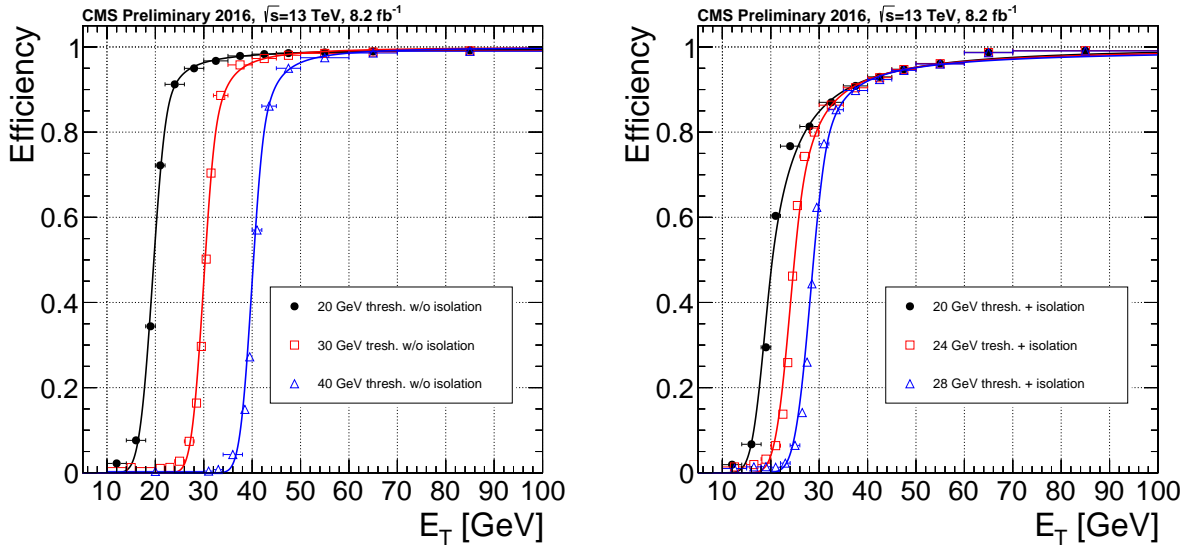 CMS Preliminary 2016, √s=13 TeV, 8.2 fb⁻¹
Efficiency
1
0.8
0.6
0.4
0.2
0
20 GeV thresh. w/o isolation
30 GeV tresh. w/o isolation
40 GeV thresh. w/o isolation
10 20 30 40 50 60 70 80 90 100
E_T [GeV]
CMS Preliminary 2016, √s=13 TeV, 8.2 fb⁻¹
Efficiency
1
0.8
0.6
0.4
0.2
0
20 GeV thresh. + isolation
24 GeV tresh. + isolation
28 GeV thresh. + isolation
10 20 30 40 50 60 70 80 90 100
E_T [GeV]